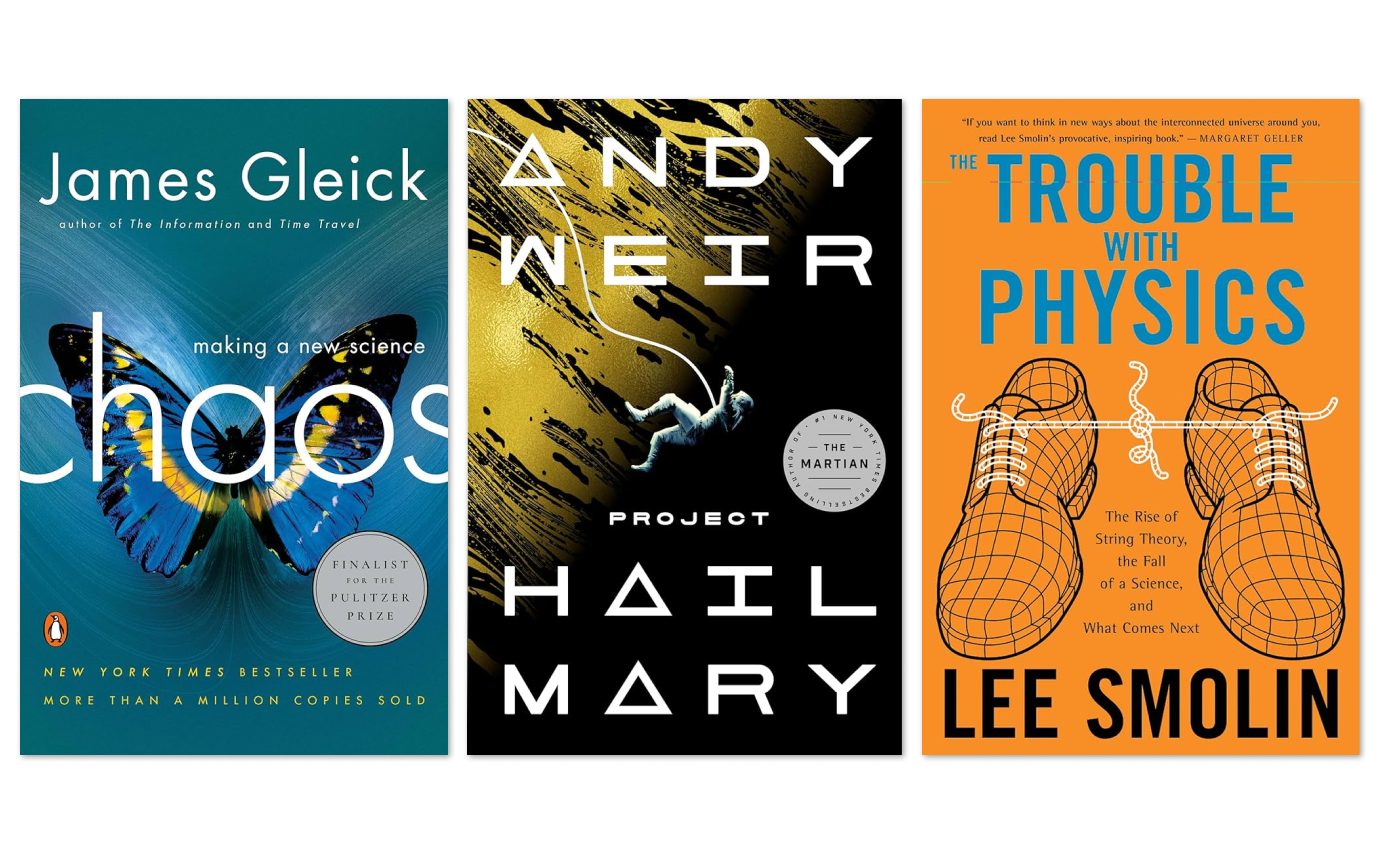 James Gleick
author of The Information and Time Travel
making a new science
chaos
FINALIST
FOR THE
PULITZER
PRIZE
NEW YORK TIMES BESTSELLER
MORE THAN A MILLION COPIES SOLD
ANDY
WEIR
AUTHOR OF • #1 NEW YORK TIMES BESTSELLING
THE
MARTIAN
PROJECT
HAIL
MARY
“If you want to think in new ways about the interconnected universe around you,
read Lee Smolin’s provocative, inspiring book.” — MARGARET GELLER
THE TROUBLE
WITH
PHYSICS
The Rise of
String Theory,
the Fall
of a Science,
and
What Comes Next
LEE SMOLIN